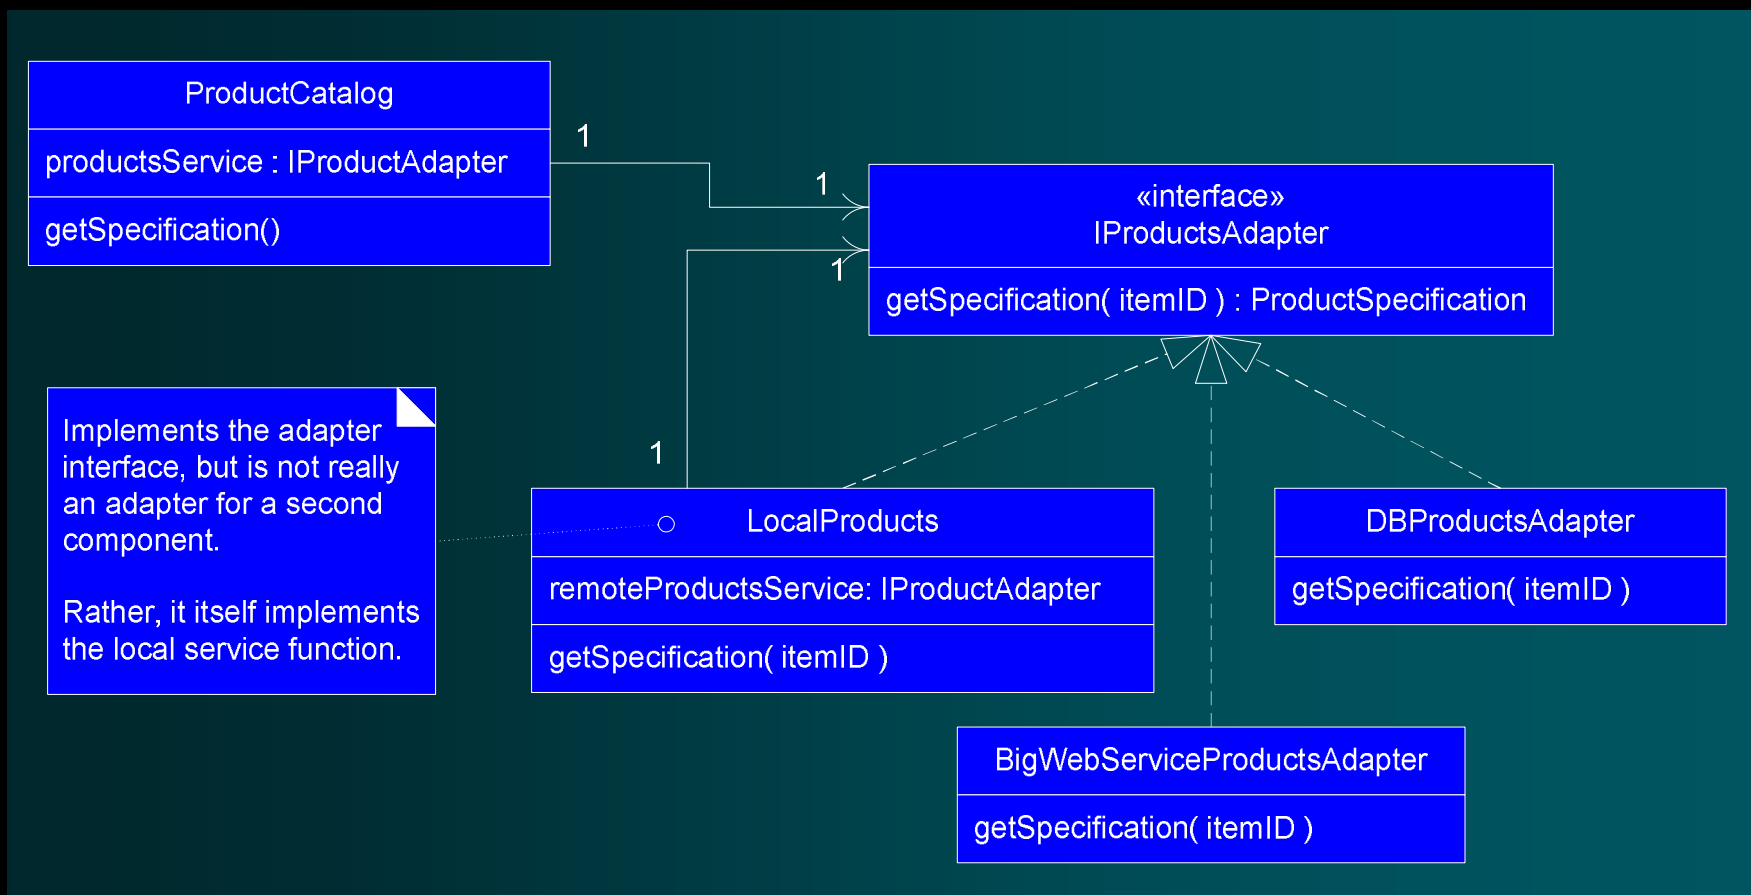 ProductCatalog
productsService : IProductAdapter
getSpecification()
1
1
«interface»
IProductsAdapter
getSpecification( itemID ) : ProductSpecification
1
1
Implements the adapter
interface, but is not really
an adapter for a second
component.
Rather, it itself implements
the local service function.
LocalProducts
remoteProductsService: IProductAdapter
getSpecification( itemID )
DBProductsAdapter
getSpecification( itemID )
BigWebServiceProductsAdapter
getSpecification( itemID )